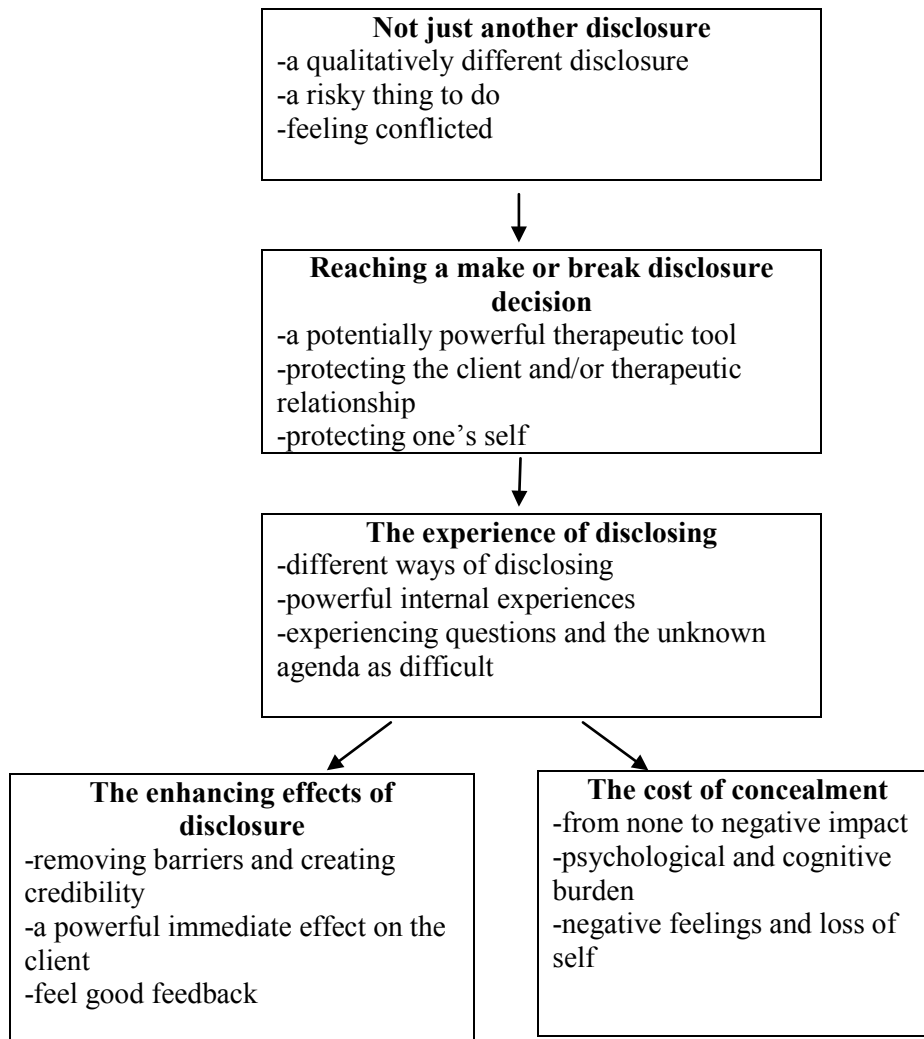 Not just another disclosure
-a qualitatively different disclosure
-a risky thing to do
-feeling conflicted
Reaching a make or break disclosure
decision
-a potentially powerful therapeutic tool
-protecting the client and/or therapeutic
relationship
-protecting one's self
The experience of disclosing
-different ways of disclosing
-powerful internal experiences
-experiencing questions and the unknown
agenda as difficult
The enhancing effects of
disclosure
-removing barriers and creating
credibility
-a powerful immediate effect on the
client
-feel good feedback
The cost of concealment
-from none to negative impact
-psychological and cognitive
burden
-negative feelings and loss of
self